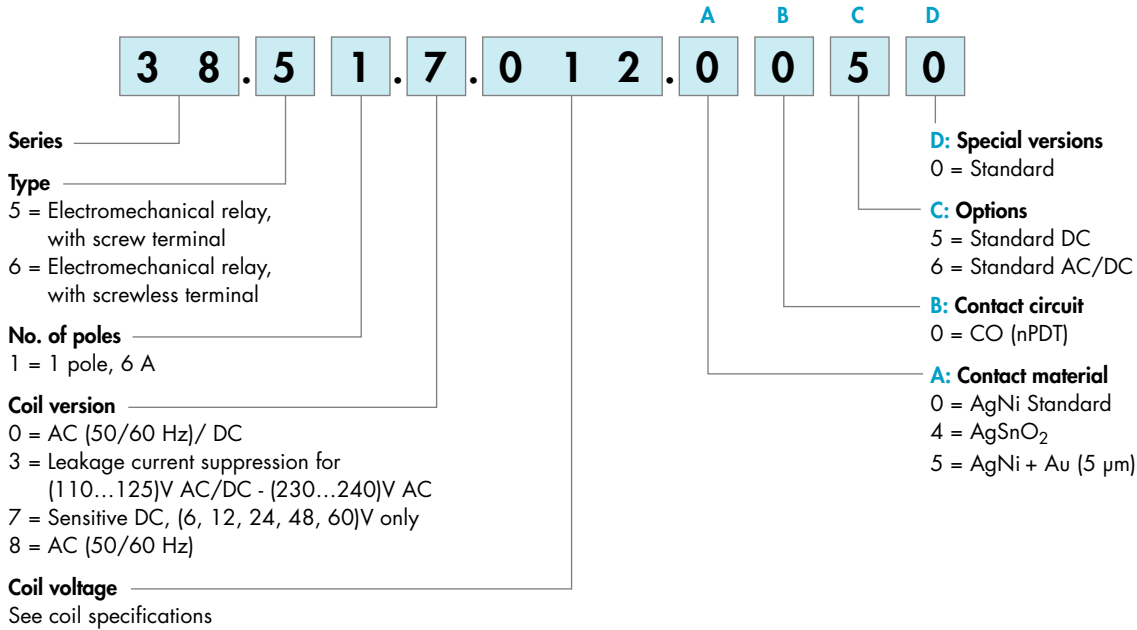 A B C D
3 8 . 5 1 . 7 . 0 1 2 . 0 0 5 0
Series
Type
5 = Electromechanical relay,
with screw terminal
6 = Electromechanical relay,
with screwless terminal
No. of poles
1 = 1 pole, 6 A
Coil version
0 = AC (50/60 Hz)/ DC
3 = Leakage current suppression for
(110…125)V AC/DC - (230…240)V AC
7 = Sensitive DC, (6, 12, 24, 48, 60)V only
8 = AC (50/60 Hz)
Coil voltage
See coil specifications
D: Special versions
0 = Standard
C: Options
5 = Standard DC
6 = Standard AC/DC
B: Contact circuit
0 = CO (nPDT)
A: Contact material
0 = AgNi Standard
4 = AgSnO₂
5 = AgNi + Au (5 µm)